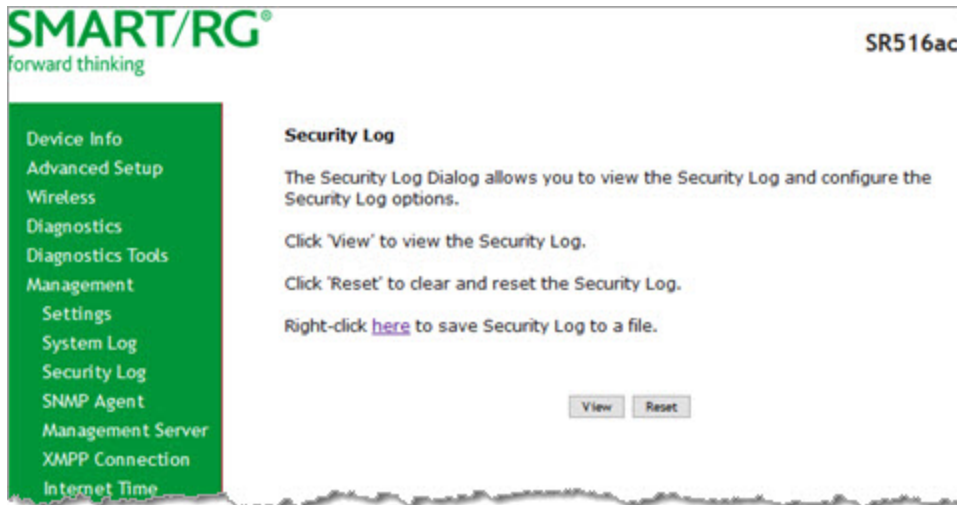 SMART/RG®
forward thinking
SR516ac
Device Info
Advanced Setup
Wireless
Diagnostics
Diagnostics Tools
Management
Settings
System Log
Security Log
SNMP Agent
Management Server
XMPP Connection
Internet Time
Security Log
The Security Log Dialog allows you to view the Security Log and configure the
Security Log options.
Click 'View' to view the Security Log.
Click 'Reset' to clear and reset the Security Log.
Right-click here to save Security Log to a file.
View Reset